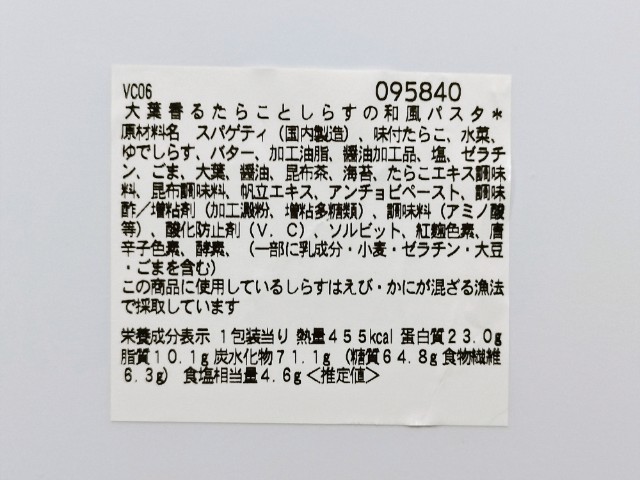 VC06 095840
大葉香るたらことしらすの和風パスタ*
原材料名 スパゲティ（国内製造）、味付たらこ、水菜、
ゆでしらす、バター、加工油脂、醤油加工品、塩、ゼラチ
ン、ごま、大葉、醤油、昆布茶、海苔、たらこエキス調味
料、昆布調味料、帆立エキス、アンチョビペースト、調味
酢／増粘剤（加工澱粉、増粘多糖類）、調味料（アミノ酸
等）、酸化防止剤（Ｖ．Ｃ）、ソルビット、紅麹色素、唐
辛子色素、酵素、（一部に乳成分・小麦・ゼラチン・大豆
・ごまを含む）
この商品に使用しているしらすはえび・かにが混ざる漁法
で採取しています
栄養成分表示 １包装当り 熱量４５５kcal 蛋白質２３.０g
脂質１０.１g 炭水化物７１.１g （糖質６４.８g 食物繊維
６.３g） 食塩相当量４.６g＜推定値＞